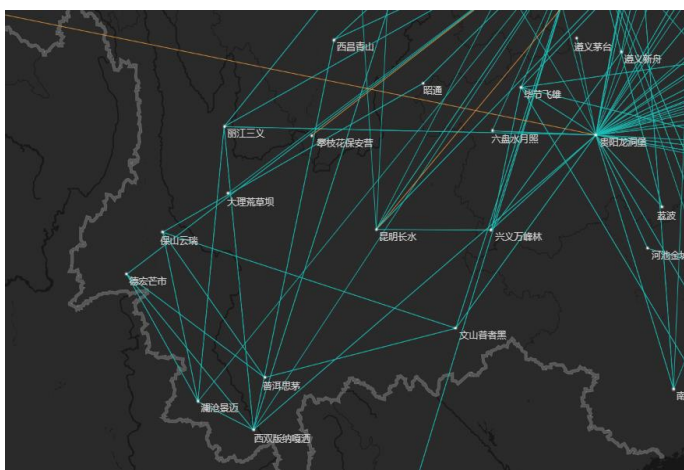 西昌青山
遵义茅台
遵义新舟
昭通
毕节飞雄
丽江三义
攀枝花保安营
六盘水月照
贵阳龙洞堡
大理荒草坝
荔波
保山云瑞
昆明长水
兴义万峰林
河池金城
德宏芒市
文山普者黑
普洱思茅
澜沧景迈
南
西双版纳嘎洒